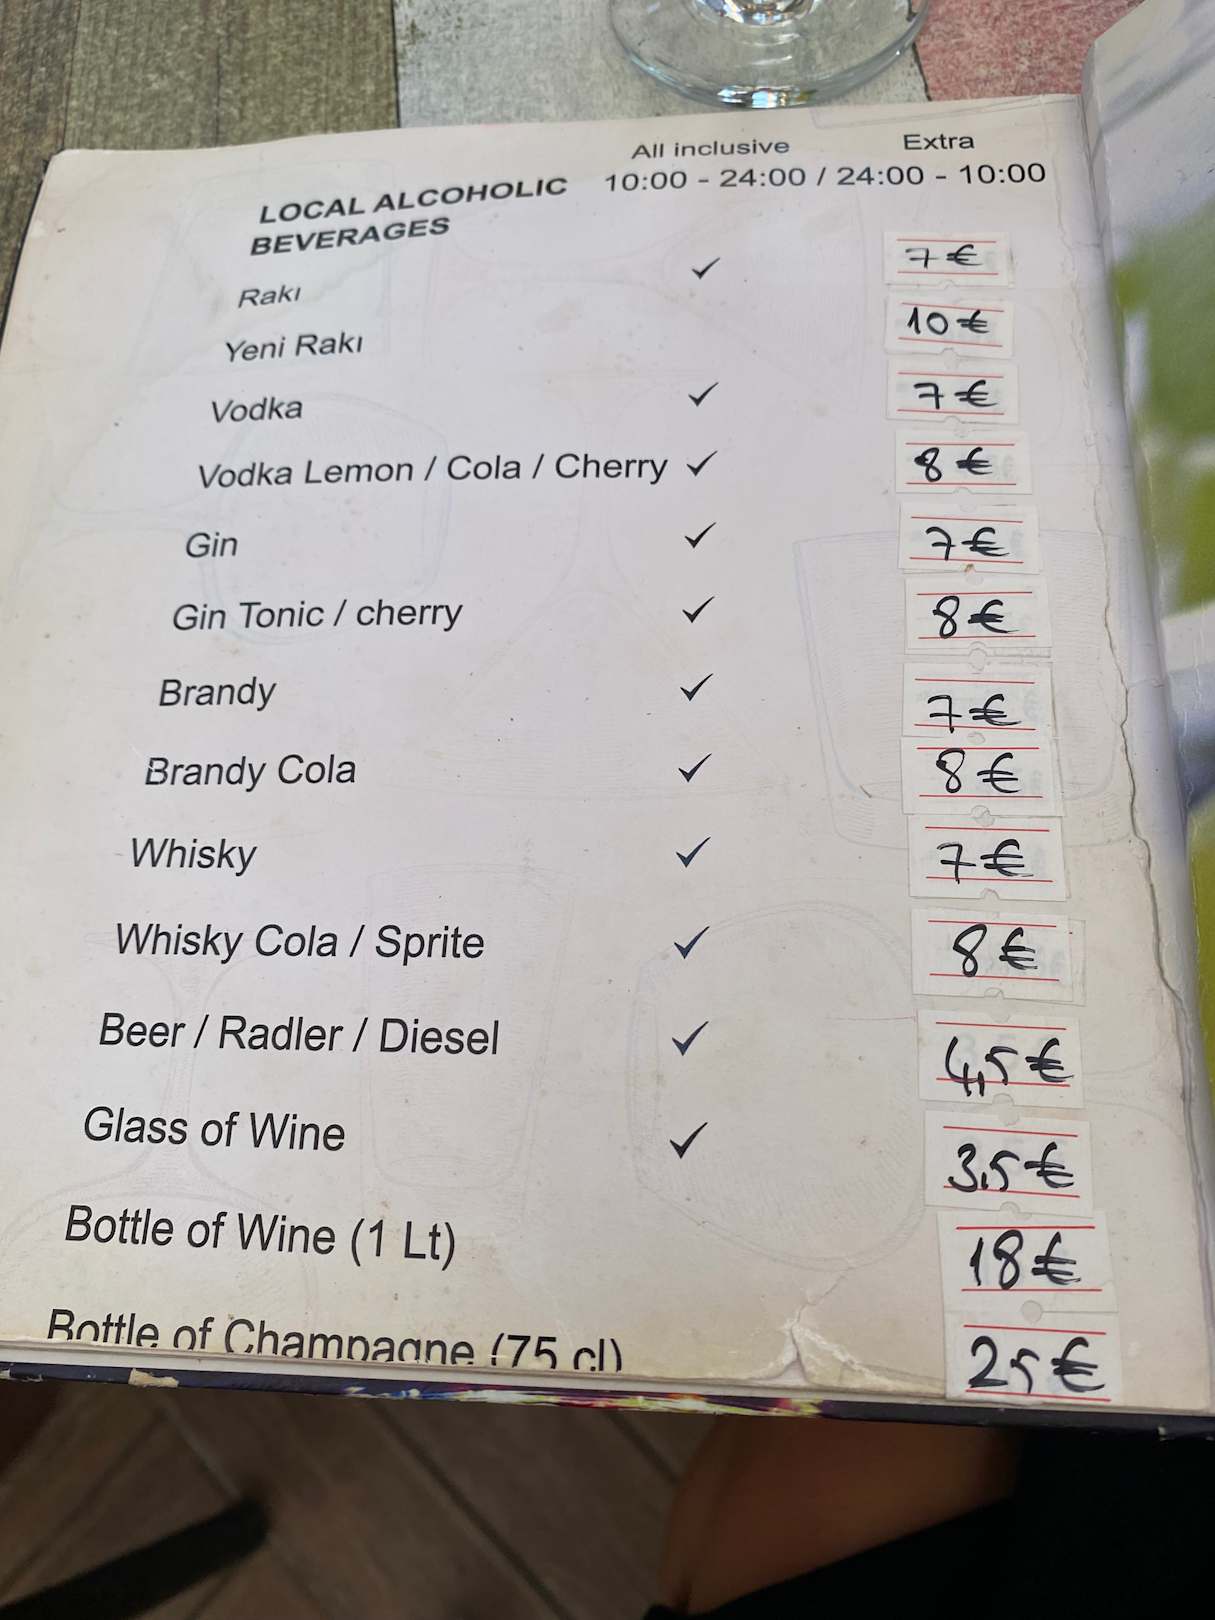 All inclusive Extra
LOCAL ALCOHOLIC 10:00 - 24:00 / 24:00 - 10:00
BEVERAGES
Rakı ✓ 7 €
Yeni Rakı 10 €
Vodka ✓ 7 €
Vodka Lemon / Cola / Cherry ✓ 8 €
Gin ✓ 7 €
Gin Tonic / cherry ✓ 8 €
Brandy ✓ 7 €
Brandy Cola ✓ 8 €
Whisky ✓ 7 €
Whisky Cola / Sprite ✓ 8 €
Beer / Radler / Diesel ✓ 4,5 €
Glass of Wine ✓ 3,5 €
Bottle of Wine (1 Lt) 18 €
Bottle of Champagne (75 cl) 25 €